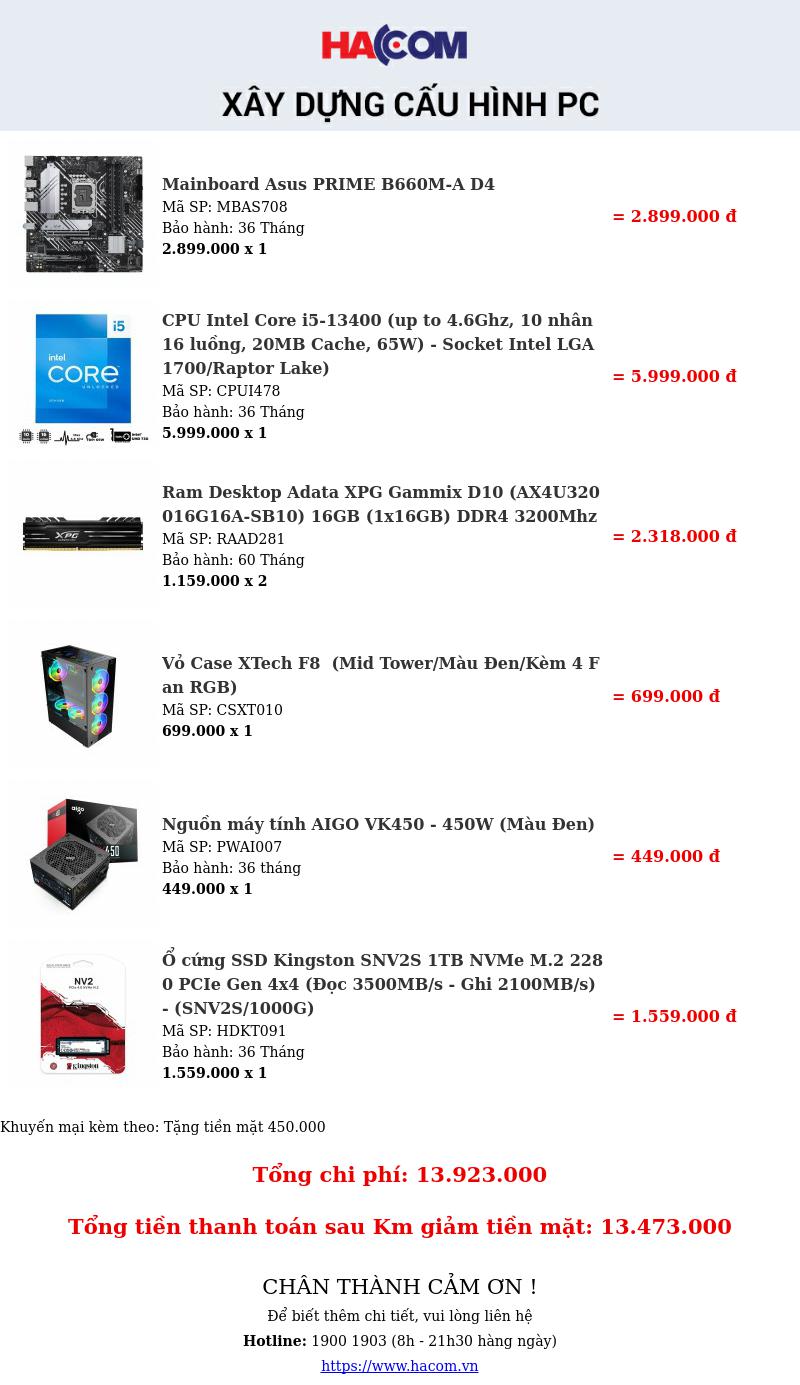 HACOM
XÂY DỰNG CẤU HÌNH PC
Mainboard Asus PRIME B660M-A D4
Mã SP: MBAS708
Bảo hành: 36 Tháng
2.899.000 x 1
= 2.899.000 đ
i5
intel
CORE
UNLOCKED
CPU Intel Core i5-13400 (up to 4.6Ghz, 10 nhân
16 luồng, 20MB Cache, 65W) - Socket Intel LGA
1700/Raptor Lake)
Mã SP: CPUI478
Bảo hành: 36 Tháng
5.999.000 x 1
= 5.999.000 đ
XPG
Ram Desktop Adata XPG Gammix D10 (AX4U320
016G16A-SB10) 16GB (1x16GB) DDR4 3200Mhz
Mã SP: RAAD281
Bảo hành: 60 Tháng
1.159.000 x 2
= 2.318.000 đ
Vỏ Case XTech F8  (Mid Tower/Màu Đen/Kèm 4 F
an RGB)
Mã SP: CSXT010
699.000 x 1
= 699.000 đ
aigo
Nguồn máy tính AIGO VK450 - 450W (Màu Đen)
Mã SP: PWAI007
Bảo hành: 36 tháng
449.000 x 1
= 449.000 đ
NV2
Kingston
Ổ cứng SSD Kingston SNV2S 1TB NVMe M.2 228
0 PCIe Gen 4x4 (Đọc 3500MB/s - Ghi 2100MB/s)
- (SNV2S/1000G)
Mã SP: HDKT091
Bảo hành: 36 Tháng
1.559.000 x 1
= 1.559.000 đ
Khuyến mại kèm theo: Tặng tiền mặt 450.000
Tổng chi phí: 13.923.000
Tổng tiền thanh toán sau Km giảm tiền mặt: 13.473.000
CHÂN THÀNH CẢM ƠN !
Để biết thêm chi tiết, vui lòng liên hệ
Hotline: 1900 1903 (8h - 21h30 hàng ngày)
https://www.hacom.vn